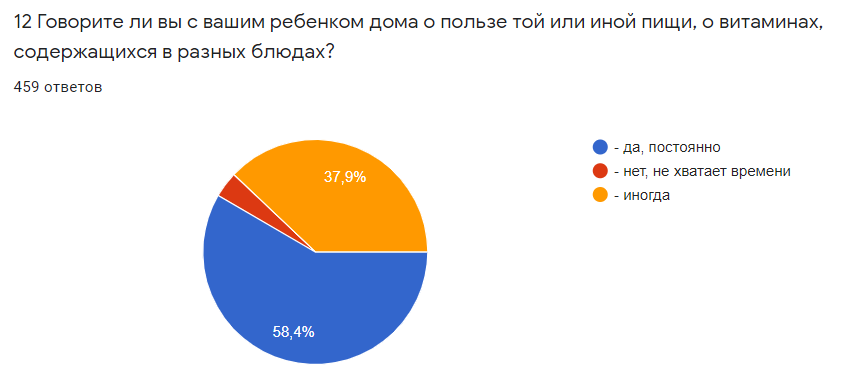 12 Говорите ли вы с вашим ребенком дома о пользе той или иной пищи, о витаминах,
содержащихся в разных блюдах?
459 ответов
- да, постоянно
- нет, не хватает времени
- иногда
37,9%
58,4%